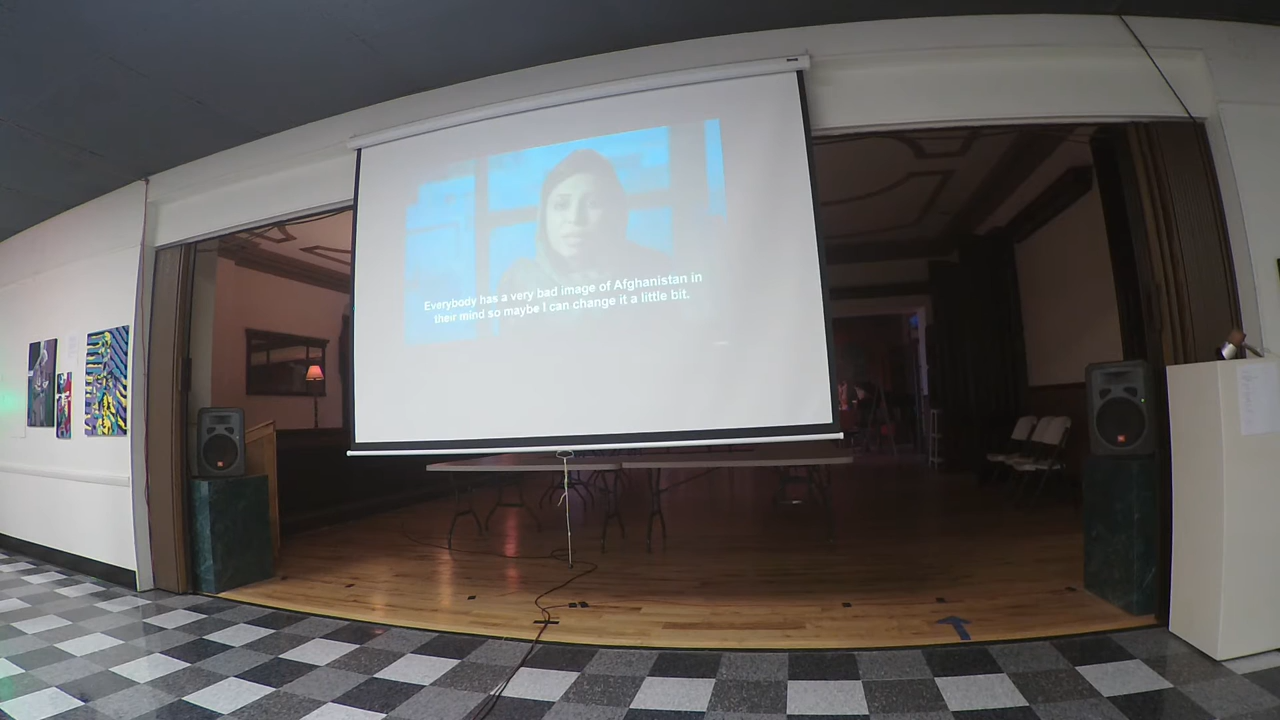 Everybody has a very bad image of Afghanistan in
their mind so maybe I can change it a little bit.